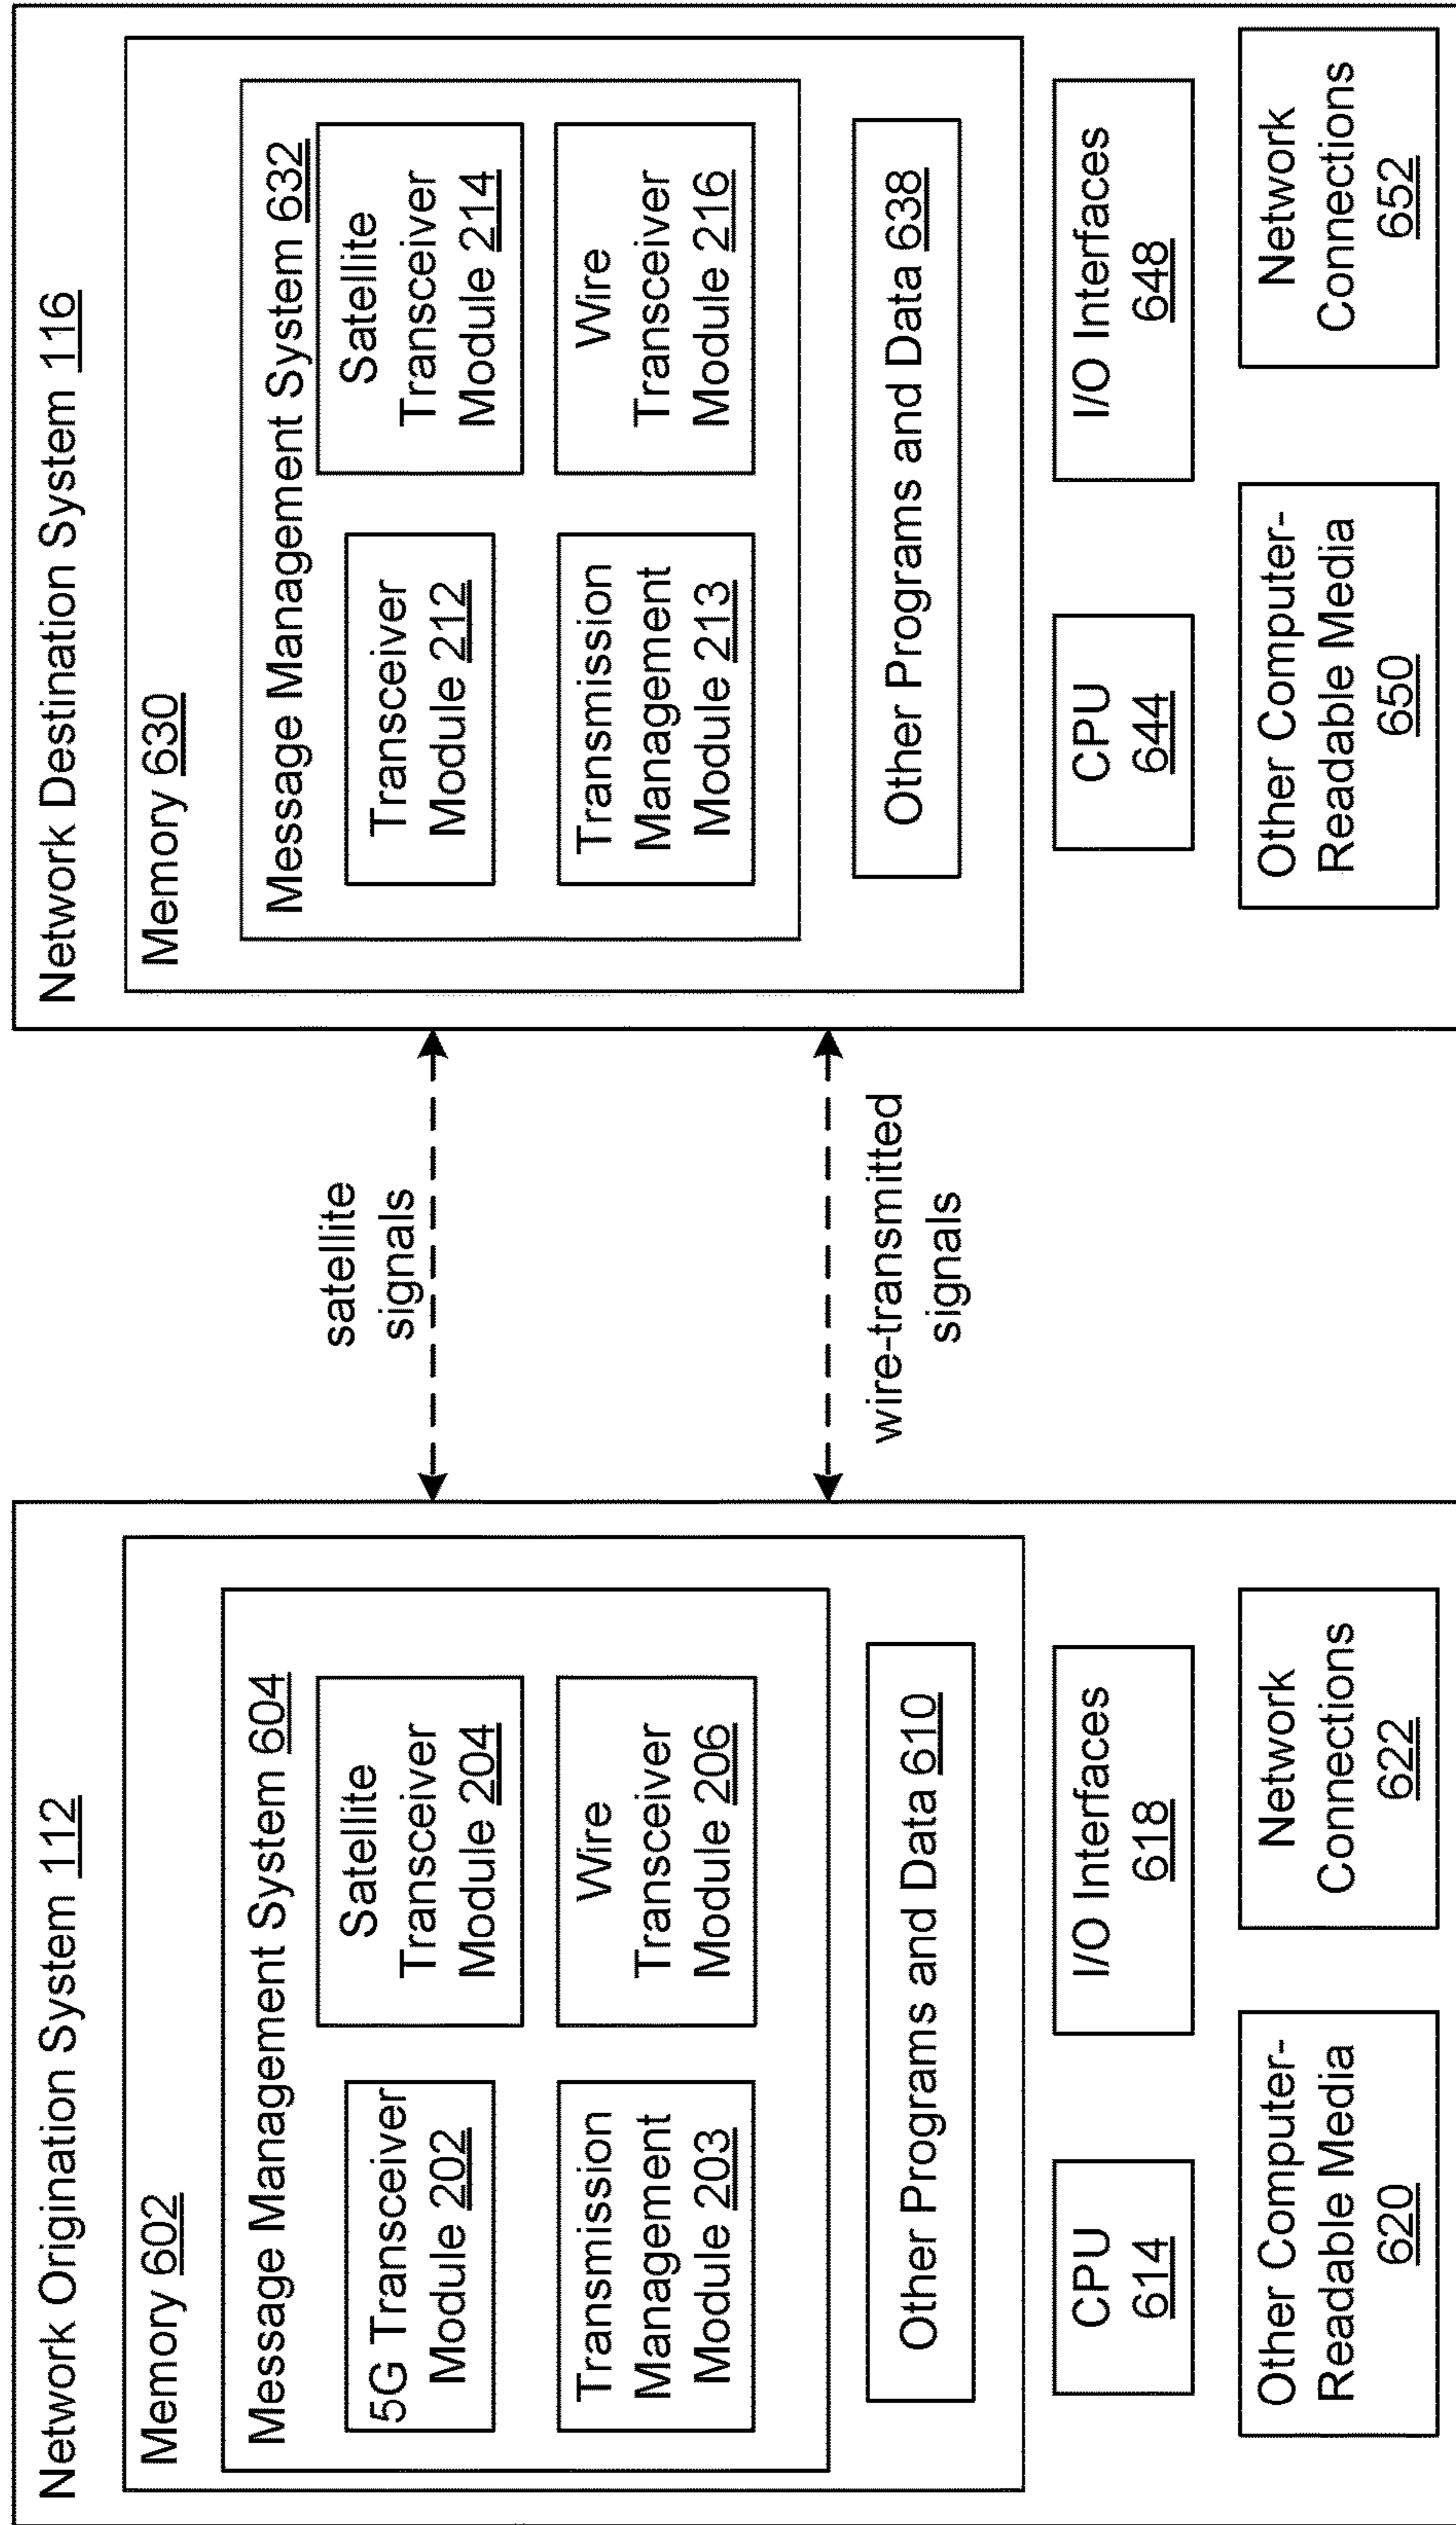 Network Origination System 112
Memory 602
Message Management System 604
5G Transceiver
Module 202
Satellite
Transceiver
Module 204
Transmission
Management
Module 203
Wire
Transceiver
Module 206
Other Programs and Data 610
CPU
614
I/O Interfaces
618
Other Computer-
Readable Media
620
Network
Connections
622
satellite
signals
wire-transmitted
signals
Network Destination System 116
Memory 630
Message Management System 632
Transceiver
Module 212
Satellite
Transceiver
Module 214
Transmission
Management
Module 213
Wire
Transceiver
Module 216
Other Programs and Data 638
CPU
644
I/O Interfaces
648
Other Computer-
Readable Media
650
Network
Connections
652